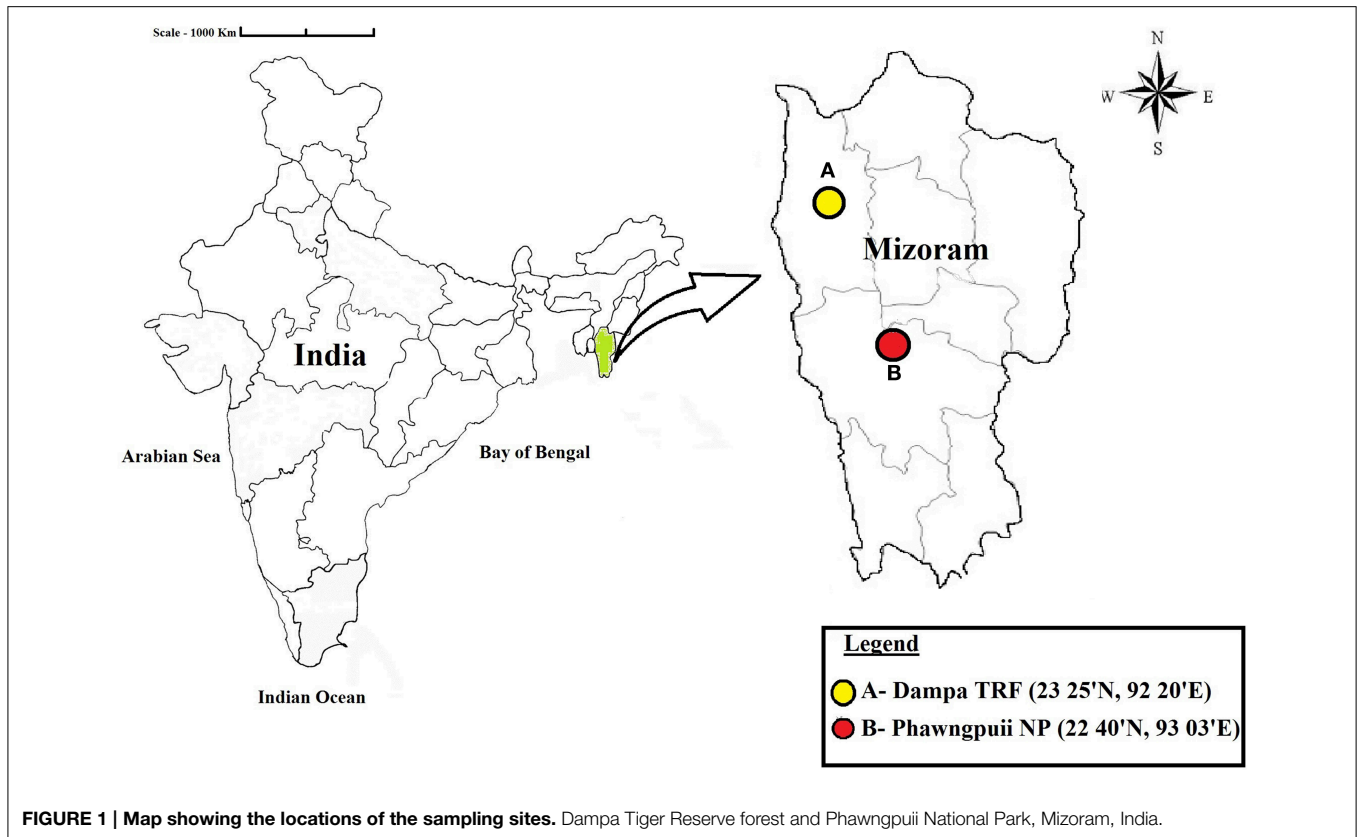 Scale - 1000 Km
N
W E
S
A
Mizoram
India
B
Arabian Sea
Bay of Bengal
Indian Ocean
Legend
A- Dampa TRF (23 25'N, 92 20'E)
B- Phawngpuii NP (22 40'N, 93 03'E)
FIGURE 1 | Map showing the locations of the sampling sites. Dampa Tiger Reserve forest and Phawngpuii National Park, Mizoram, India.